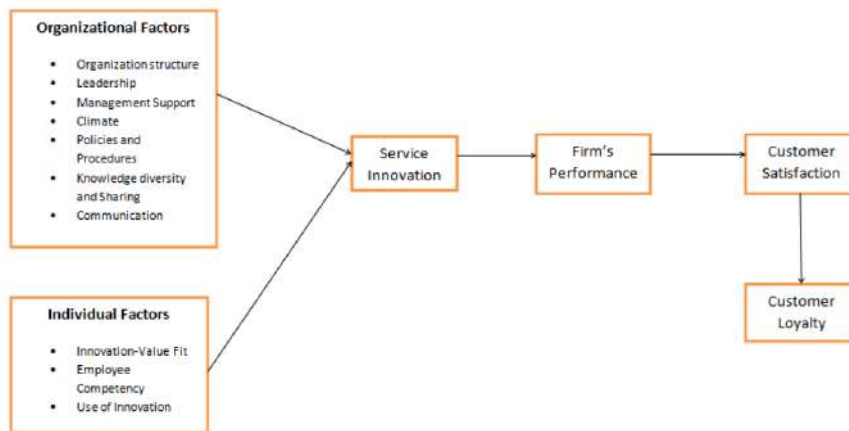 Organizational Factors
• Organization structure
• Leadership
• Management Support
• Climate
• Policies and
Procedures
• Knowledge diversity
and Sharing
• Communication
Service
Innovation
Firm's
Performance
Customer
Satisfaction
Customer
Loyalty
Individual Factors
• Innovation-Value Fit
• Employee
Competency
• Use of Innovation